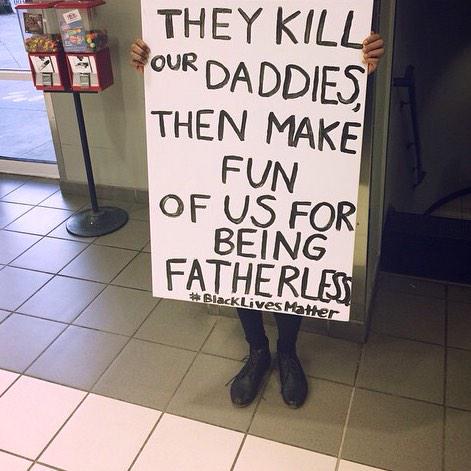 THEY KILL
OUR DADDIES,
THEN MAKE
FUN
OF US FOR
BEING
FATHERLESS
#BlackLivesMatter